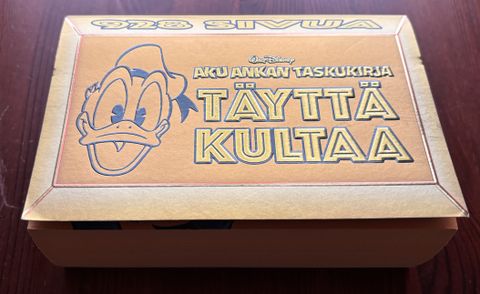 928 SIVUA
Walt Disney
AKU ANKAN TASKUKIRJA
TÄYTTÄ
KULTAA